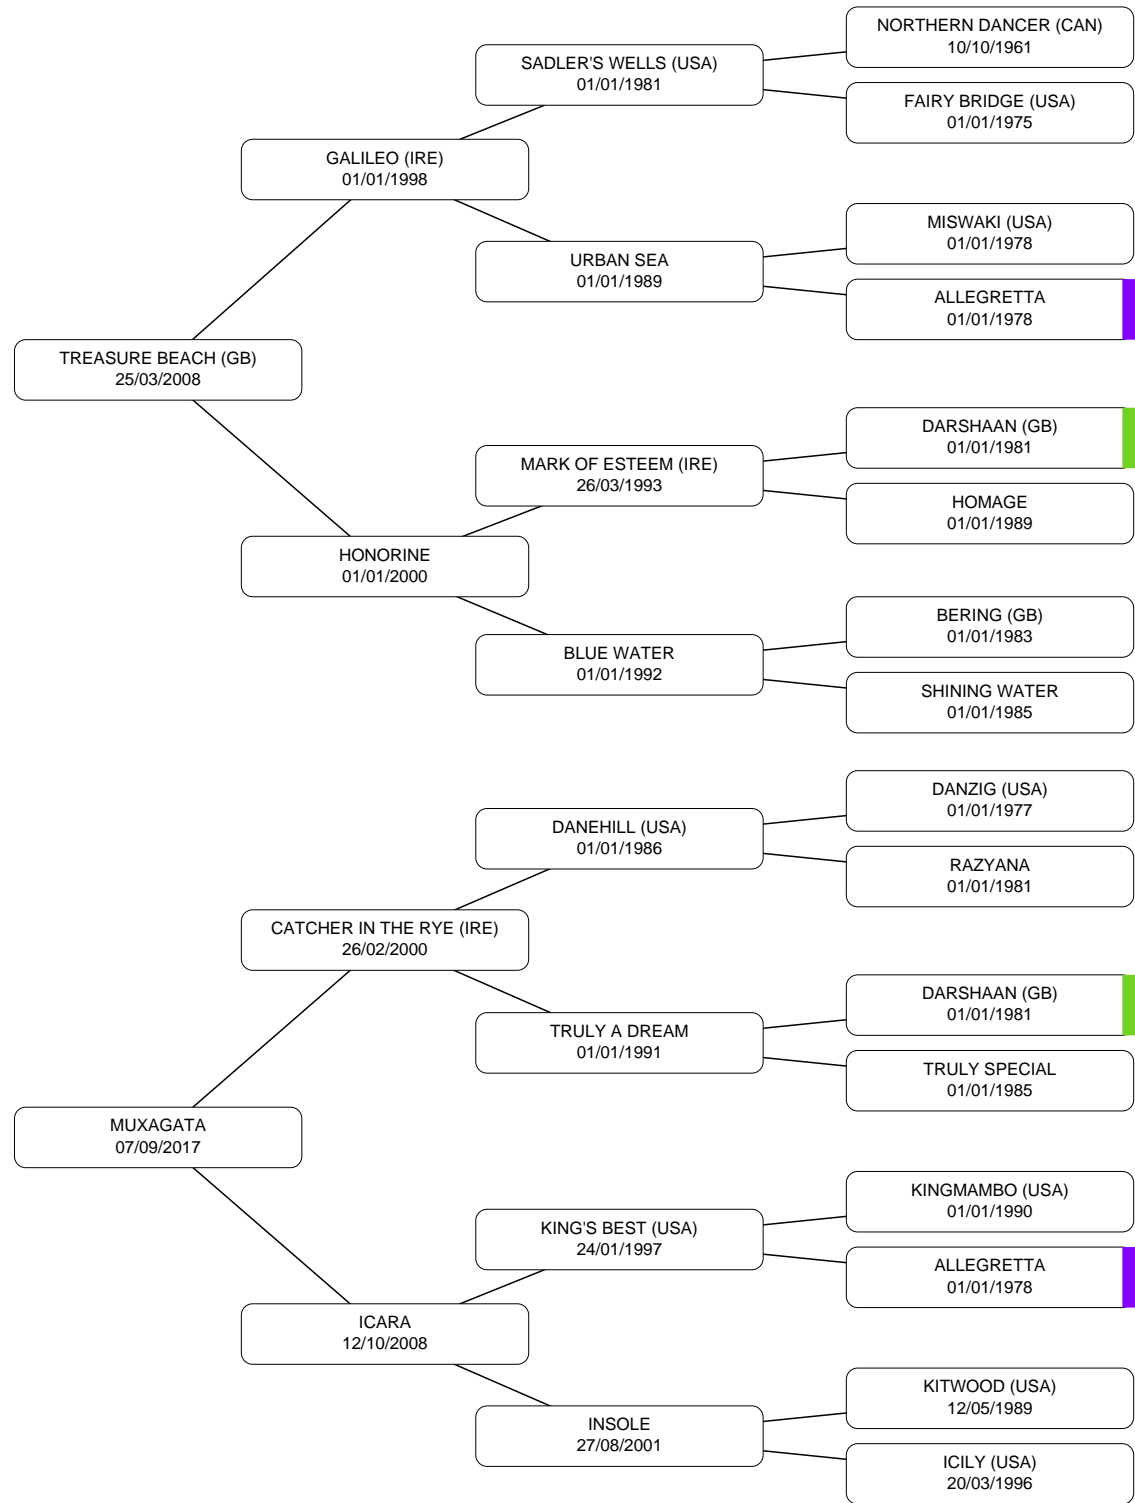 NORTHERN DANCER (CAN)
10/10/1961
SADLER'S WELLS (USA)
01/01/1981
FAIRY BRIDGE (USA)
01/01/1975
GALILEO (IRE)
01/01/1998
MISWAKI (USA)
01/01/1978
URBAN SEA
01/01/1989
ALLEGRETTA
01/01/1978
TREASURE BEACH (GB)
25/03/2008
DARSHAAN (GB)
01/01/1981
MARK OF ESTEEM (IRE)
26/03/1993
HOMAGE
01/01/1989
HONORINE
01/01/2000
BERING (GB)
01/01/1983
BLUE WATER
01/01/1992
SHINING WATER
01/01/1985
DANZIG (USA)
01/01/1977
DANEHILL (USA)
01/01/1986
RAZYANA
01/01/1981
CATCHER IN THE RYE (IRE)
26/02/2000
DARSHAAN (GB)
01/01/1981
TRULY A DREAM
01/01/1991
TRULY SPECIAL
01/01/1985
MUXAGATA
07/09/2017
KINGMAMBO (USA)
01/01/1990
KING'S BEST (USA)
24/01/1997
ALLEGRETTA
01/01/1978
ICARA
12/10/2008
KITWOOD (USA)
12/05/1989
INSOLE
27/08/2001
ICILY (USA)
20/03/1996